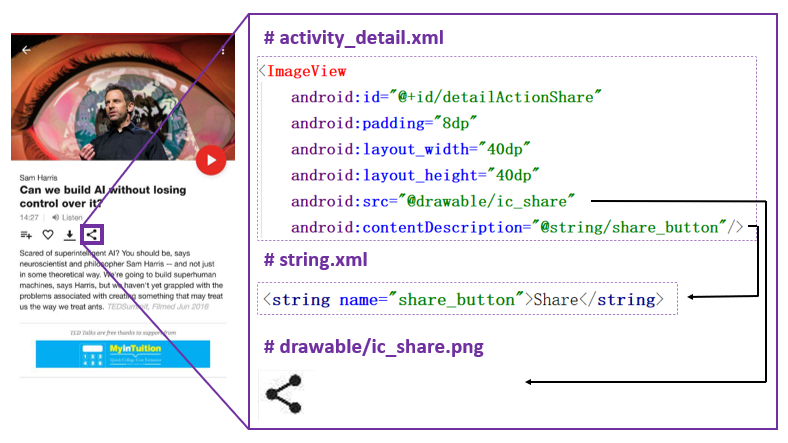 Sam Harris
Can we build AI without losing
control over it?
14:27 | Listen
Scared of superintelligent AI? You should be, says
neuroscientist and philosopher Sam Harris -- and not just
in some theoretical way. We're going to build superhuman
machines, says Harris, but we haven't yet grappled with the
problems associated with creating something that may treat
us the way we treat ants. TEDSummit, Filmed Jun 2016
TED Talks are free thanks to support from
MyinTuition
Quick College Cost Estimator
# activity_detail.xml
<ImageView
android:id="@+id/detailActionShare"
android:padding="8dp"
android:layout_width="40dp"
android:layout_height="40dp"
android:src="@drawable/ic_share"
android:contentDescription="@string/share_button"/>
# string.xml
<string name="share_button">Share</string>
# drawable/ic_share.png